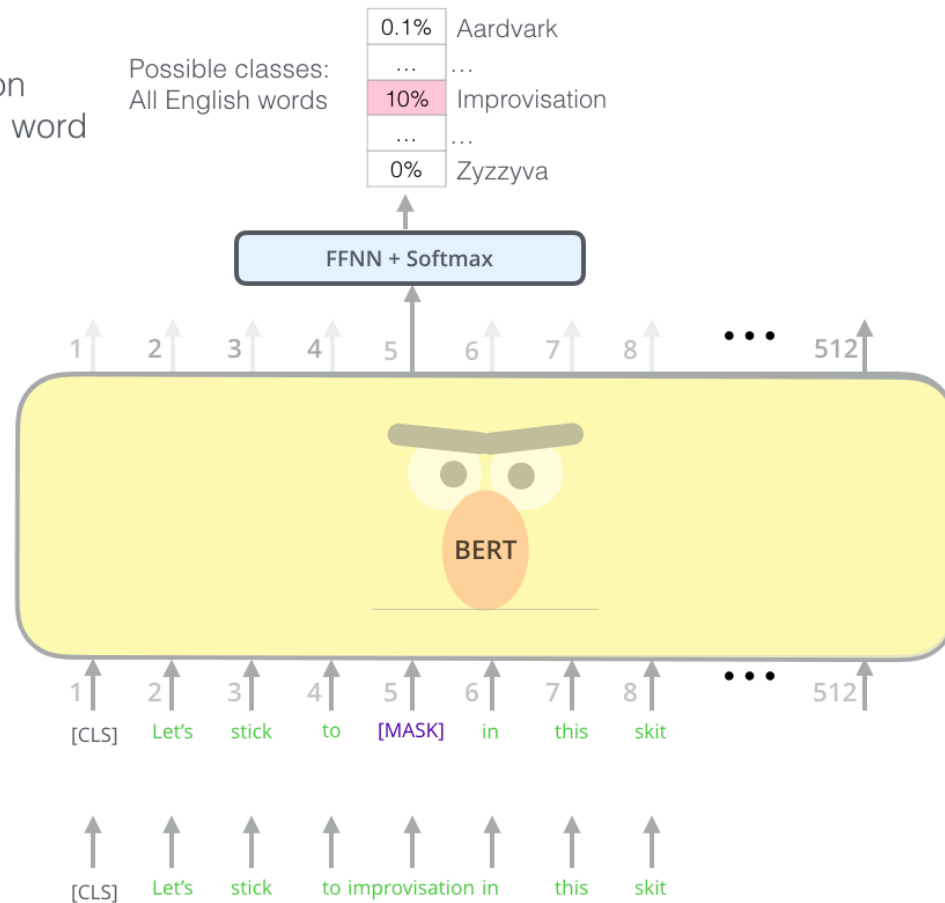 0.1% Aardvark
... ...
Possible classes:
All English words
10% Improvisation
... ...
0% Zyzzyva
on
word
FFNN + Softmax
1 2 3 4 5 6 7 8 ... 512
BERT
1 2 3 4 5 6 7 8 ... 512
[CLS] Let's stick to [MASK] in this skit
[CLS] Let's stick to improvisation in this skit